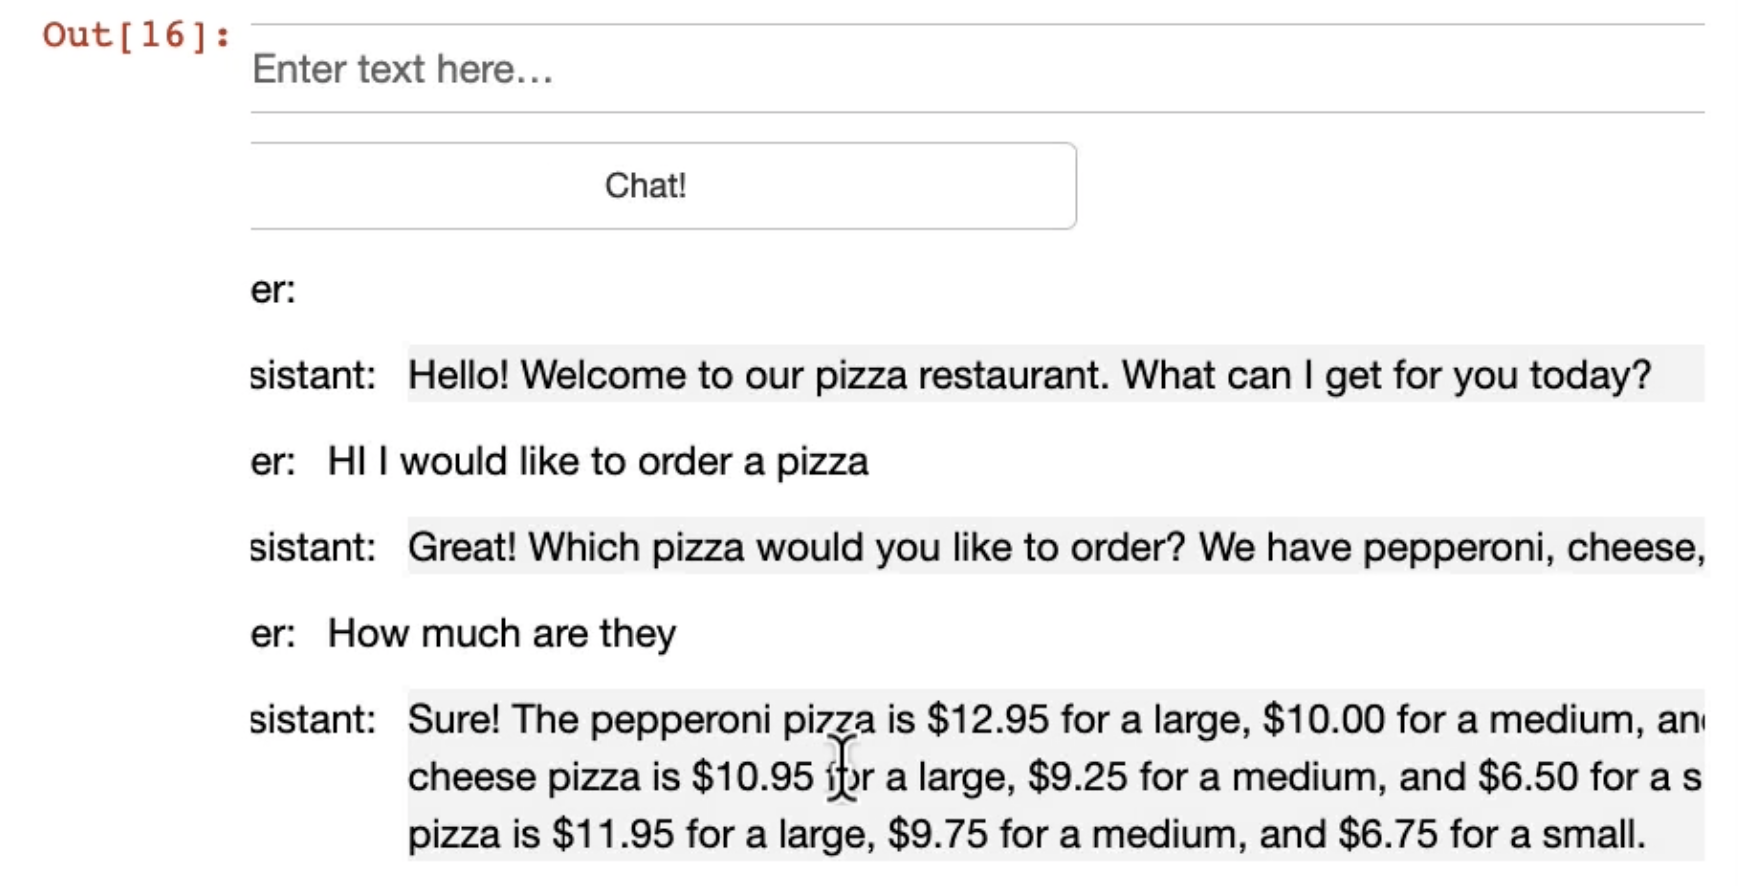 Out[16]:
Enter text here...
Chat!
er:
sistant: Hello! Welcome to our pizza restaurant. What can I get for you today?
er: HI I would like to order a pizza
sistant: Great! Which pizza would you like to order? We have pepperoni, cheese,
er: How much are they
sistant: Sure! The pepperoni pizza is $12.95 for a large, $10.00 for a medium, an
cheese pizza is $10.95 for a large, $9.25 for a medium, and $6.50 for a s
pizza is $11.95 for a large, $9.75 for a medium, and $6.75 for a small.